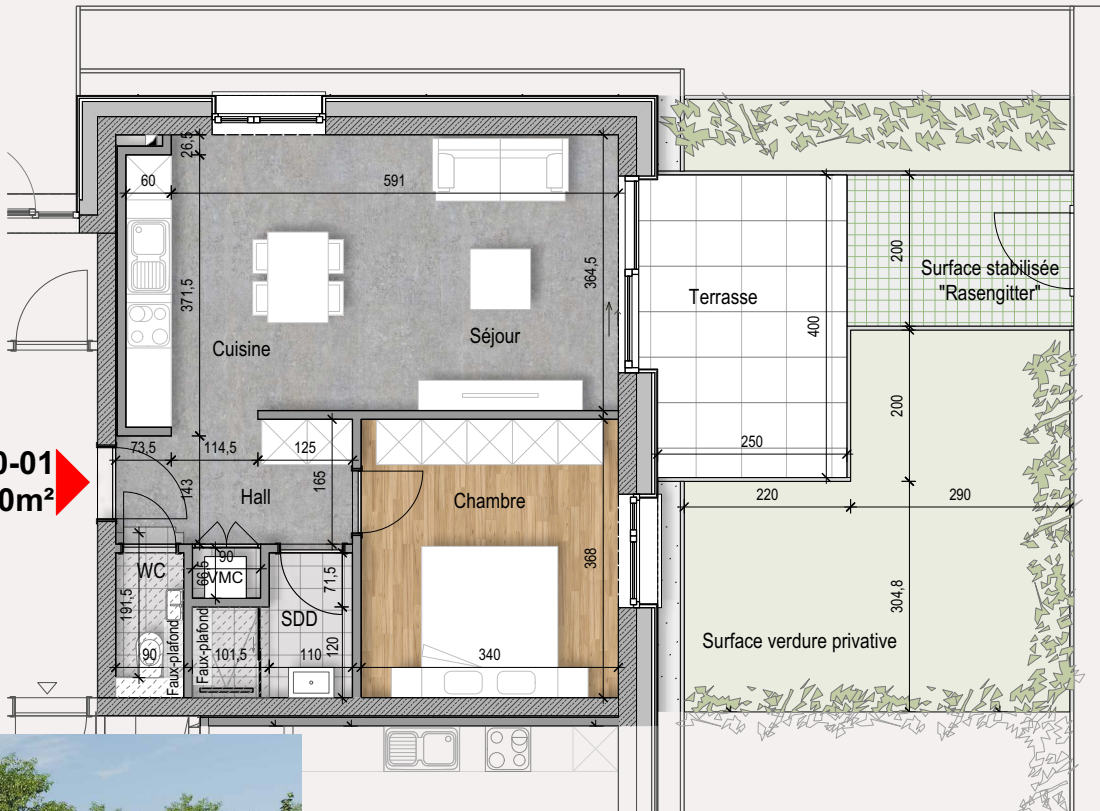 26,5
60
591
371,5
364,5
Cuisine
Séjour
Terrasse
400
250
200
Surface stabilisée
"Rasengitter"
200
220
290
304,8
Surface verdure privative
0-01
0m²
73,5
114,5
125
143
165
Hall
Chambre
368
340
WC
191,5
90
Faux-plafond
90
66,5
VMC
71,5
SDD
120
Faux-plafond
101,5
110